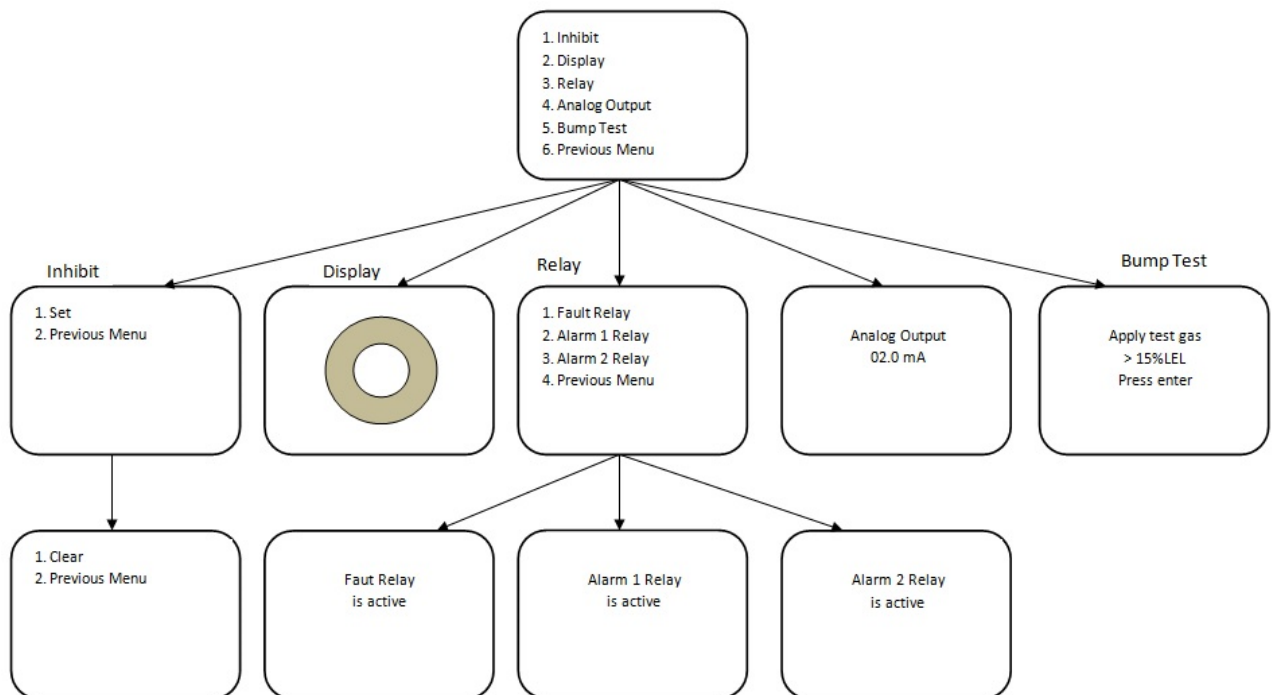 1. Inhibit
2. Display
3. Relay
4. Analog Output
5. Bump Test
6. Previous Menu
Inhibit
1. Set
2. Previous Menu
Display
Relay
1. Fault Relay
2. Alarm 1 Relay
3. Alarm 2 Relay
4. Previous Menu
Analog Output
02.0 mA
Bump Test
Apply test gas
> 15%LEL
Press enter
1. Clear
2. Previous Menu
Faut Relay
is active
Alarm 1 Relay
is active
Alarm 2 Relay
is active